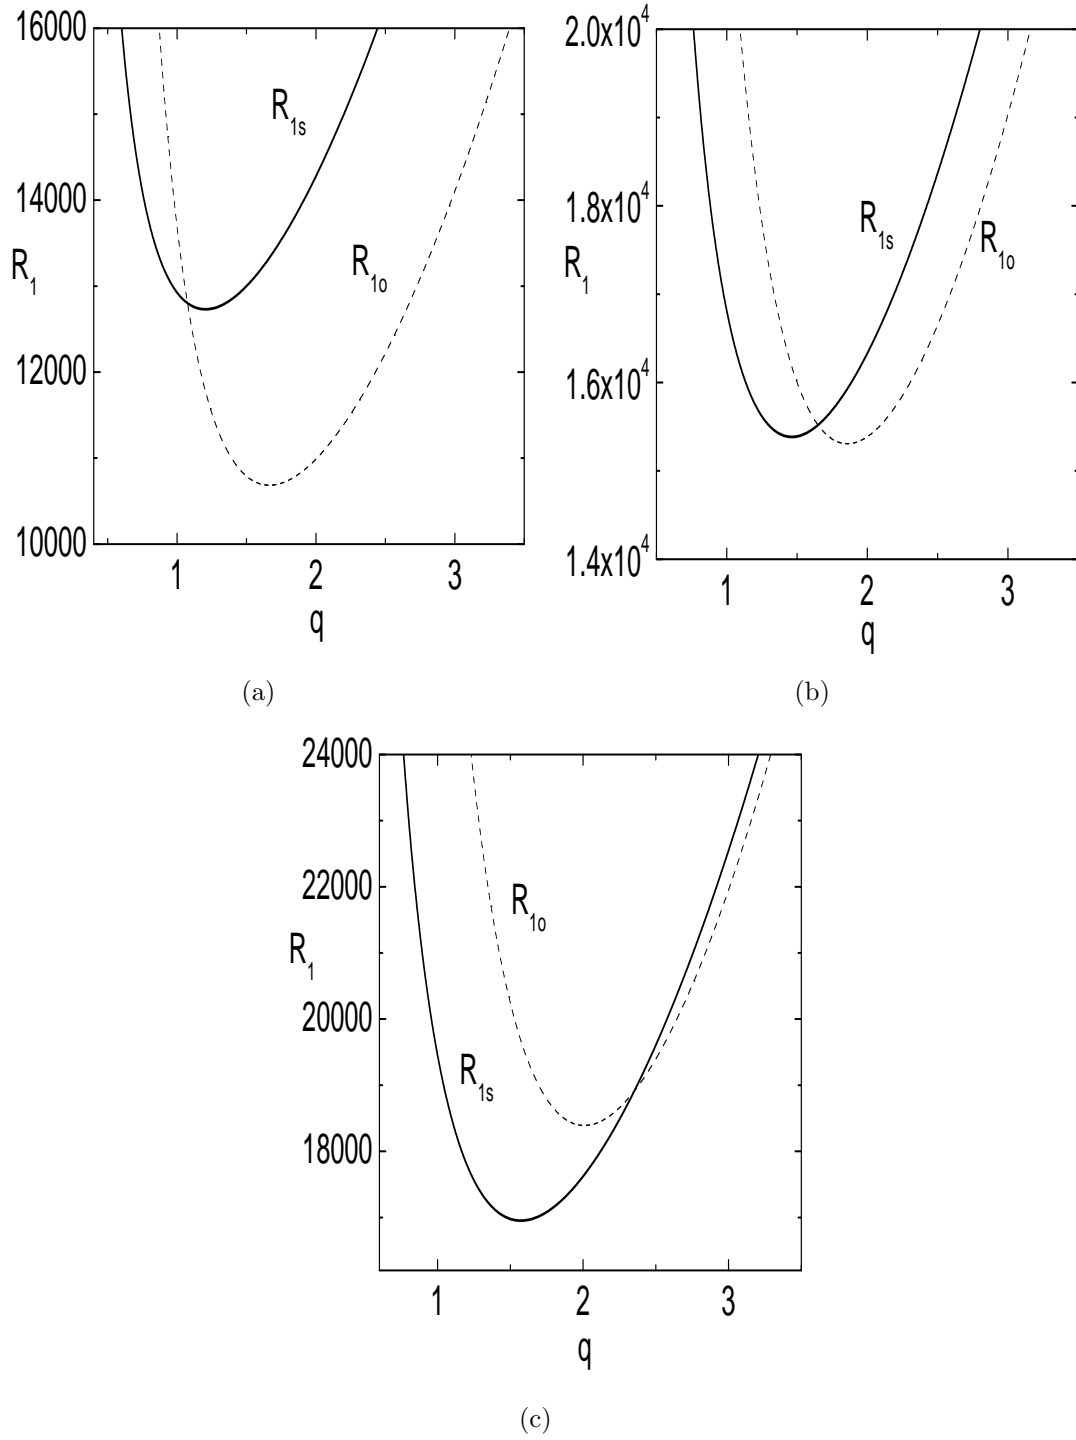 16000
14000
12000
10000
R1
R1s
R1o
1 2 3
q
(a)
2.0x10^4
1.8x10^4
1.6x10^4
1.4x10^4
R1
R1s
R1o
1 2 3
q
(b)
24000
22000
20000
18000
R1
R1o
R1s
1 2 3
q
(c)